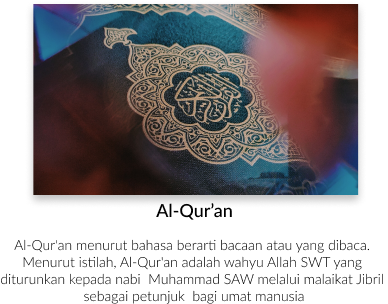 Al-Qur’an
Al-Qur'an menurut bahasa berarti bacaan atau yang dibaca.
Menurut istilah, Al-Qur'an adalah wahyu Allah SWT yang
diturunkan kepada nabi  Muhammad SAW melalui malaikat Jibril
sebagai petunjuk  bagi umat manusia